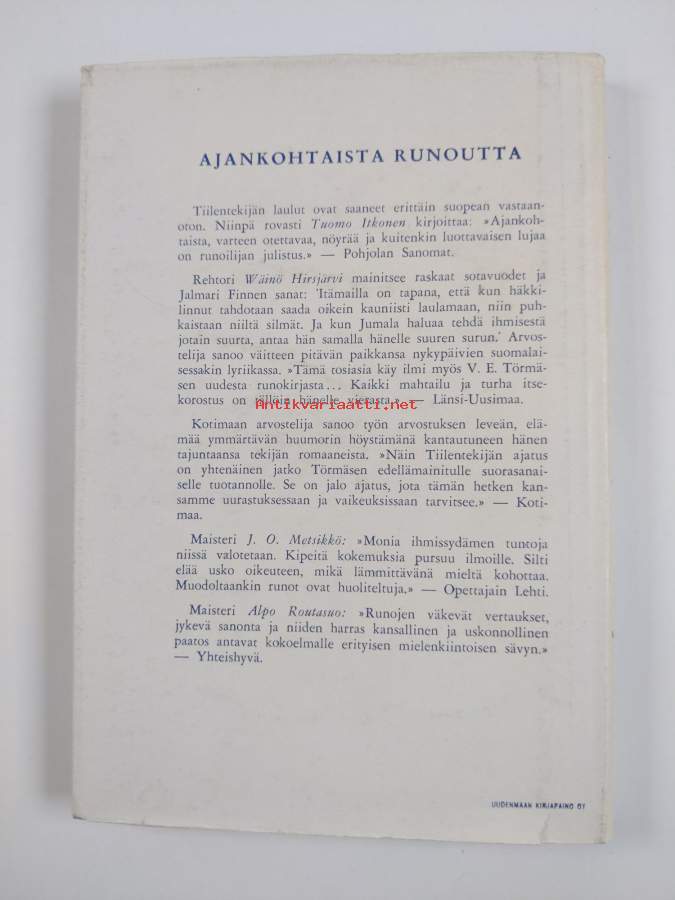 AJANKOHTAISTA RUNOUTTA
Tiilentekijän laulut ovat saaneet erittäin suopean vastaan-
oton. Niinpä rovasti Tuomo Itkonen kirjoittaa: »Ajankoh-
taista, varteen otettavaa, nöyrää ja kuitenkin luottavaisen lujaa
on runoilijan julistus.» — Pohjolan Sanomat.
Rehtori Wäinö Hirsjärvi mainitsee raskaat sotavuodet ja
Jalmari Finnen sanat: 'Itämailla on tapana, että kun häkki-
linnut tahdotaan saada oikein kauniisti laulamaan, niin puh-
kaistaan niiltä silmät. Ja kun Jumala haluaa tehdä ihmisestä
jotain suurta, antaa hän samalla hänelle suuren surun.' Arvos-
telija sanoo väitteen pitävän paikkansa nykypäivien suomalai-
sessakin lyriikassa. »Tämä tosiasia käy ilmi myös V. E. Törmä-
sen uudesta runokirjasta... Kaikki mahtailu ja turha itse-
korostus on tällöin hänelle vierasta.» — Länsi-Uusimaa.
Antikvariaatti.net
Kotimaan arvostelija sanoo työn arvostuksen leveän, elä-
mää ymmärtävän huumorin höystämänä kantautuneen hänen
tajuntaansa tekijän romaaneista. »Näin Tiilentekijän ajatus
on yhtenäinen jatko Törmäsen edellämainitulle suorasanai-
selle tuotannolle. Se on jalo ajatus, jota tämän hetken kan-
samme uurastuksessaan ja vaikeuksissaan tarvitsee.» — Koti-
maa.
Maisteri J. O. Metsikkö: »Monia ihmissydämen tuntoja
niissä valotetaan. Kipeitä kokemuksia pursuu ilmoille. Silti
elää usko oikeuteen, mikä lämmittävänä mieltä kohottaa.
Muodoltaankin runot ovat huoliteltuja.» — Opettajain Lehti.
Maisteri Alpo Routasuo: »Runojen väkevät vertaukset,
jykevä sanonta ja niiden harras kansallinen ja uskonnollinen
paatos antavat kokoelmalle erityisen mielenkiintoisen sävyn.»
— Yhteishyvä.
UUDENMAAN KIRJAPAINO OY